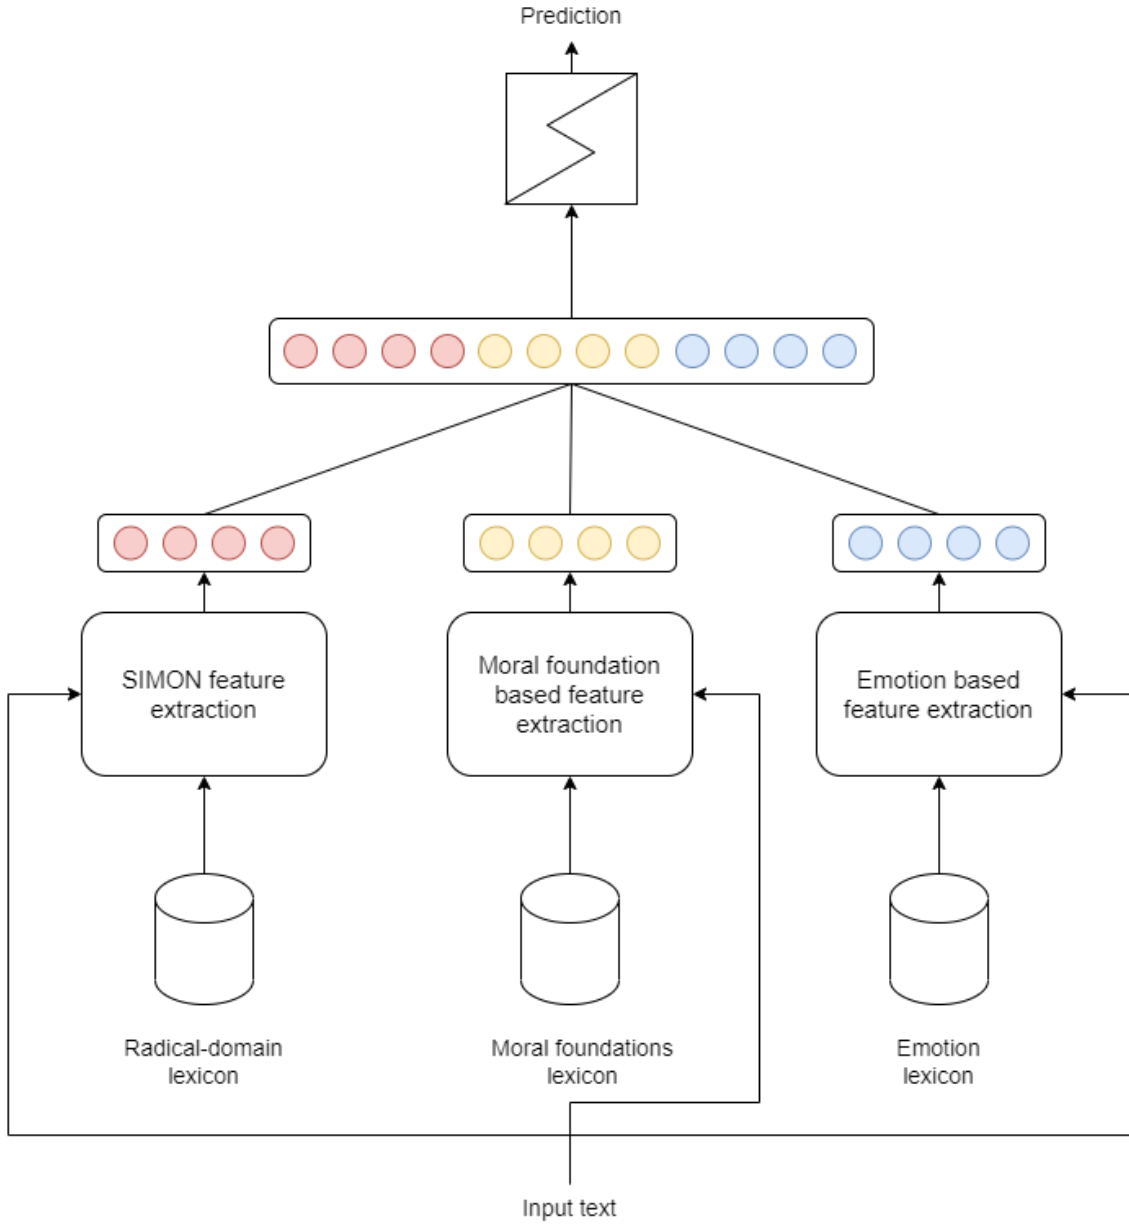 Prediction
SIMON feature
extraction
Moral foundation
based feature
extraction
Emotion based
feature extraction
Radical-domain
lexicon
Moral foundations
lexicon
Emotion
lexicon
Input text